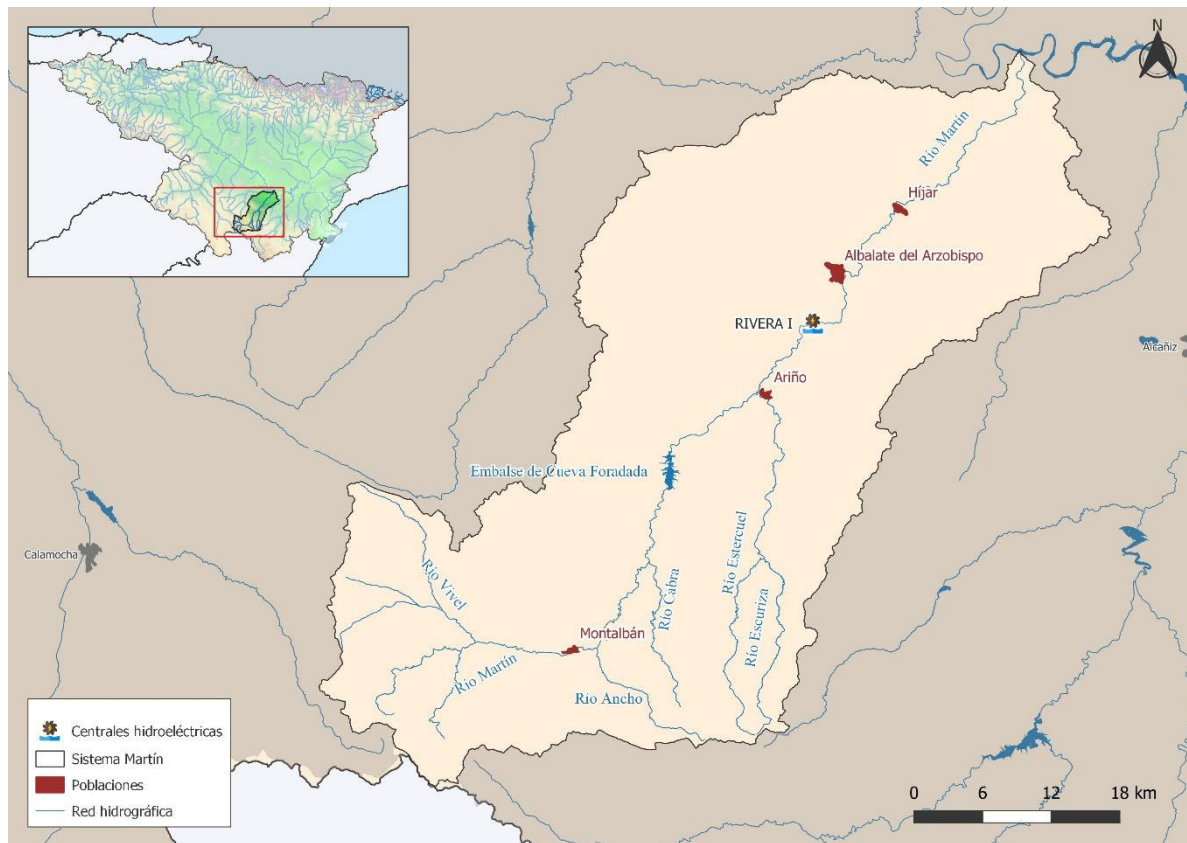 N
Río Martín
Híjar
Albalate del Arzobispo
RIVERA I
Alcañiz
Ariño
Embalse de Cueva Foradada
Calamocha
Río Vivel
Río Estercuel
Río Cabra
Río Escuriza
Montalbán
Río Martín
Río Ancho
Centrales hidroeléctricas
Sistema Martín
Poblaciones
Red hidrográfica
0 6 12 18 km